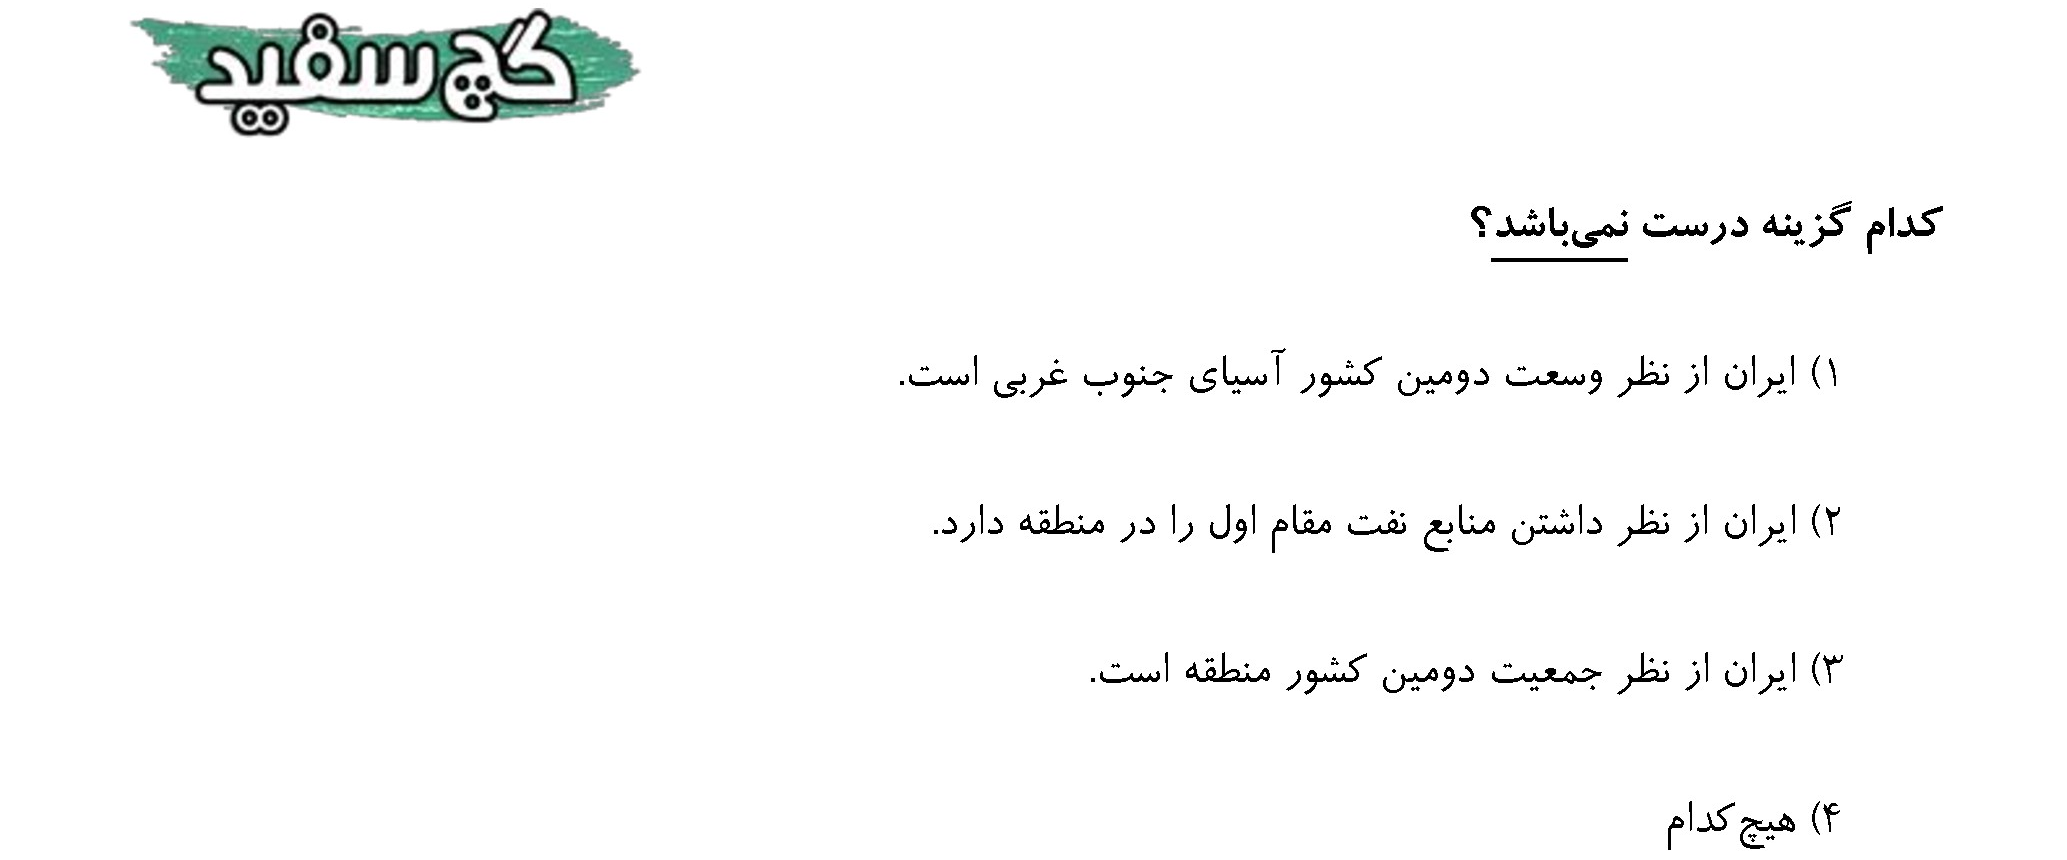 گچ سفید
کدام گزینه درست نمی‌باشد؟
۱) ایران از نظر وسعت دومین کشور آسیای جنوب غربی است.
۲) ایران از نظر داشتن منابع نفت مقام اول را در منطقه دارد.
۳) ایران از نظر جمعیت دومین کشور منطقه است.
۴) هیچ‌کدام